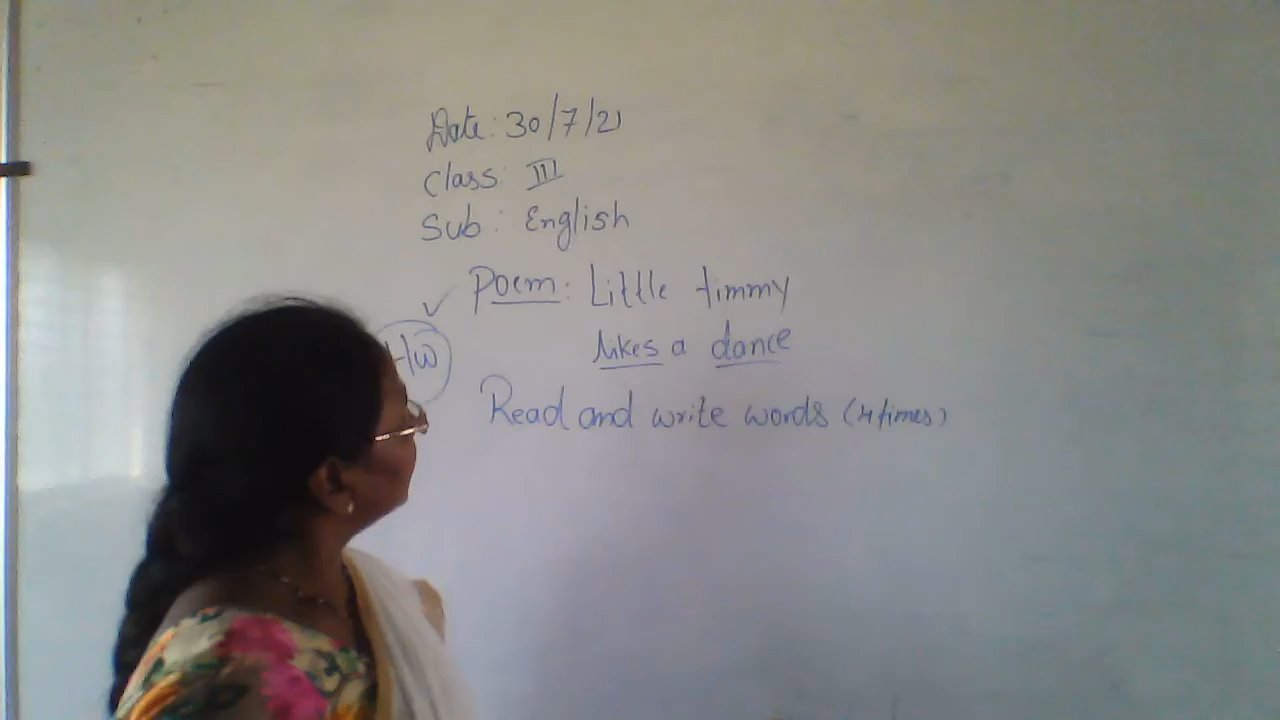 Date: 30/7/21
Class: III
Sub: English
Poem: Little timmy
likes a dance
HW
Read and write words (4 times)